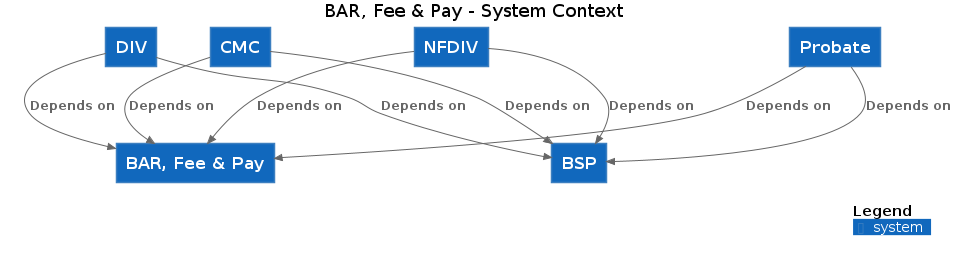 BAR, Fee & Pay - System Context
DIV
CMC
NFDIV
Probate
Depends on
Depends on
Depends on
Depends on
Depends on
Depends on
Depends on
Depends on
BAR, Fee & Pay
BSP
Legend
system